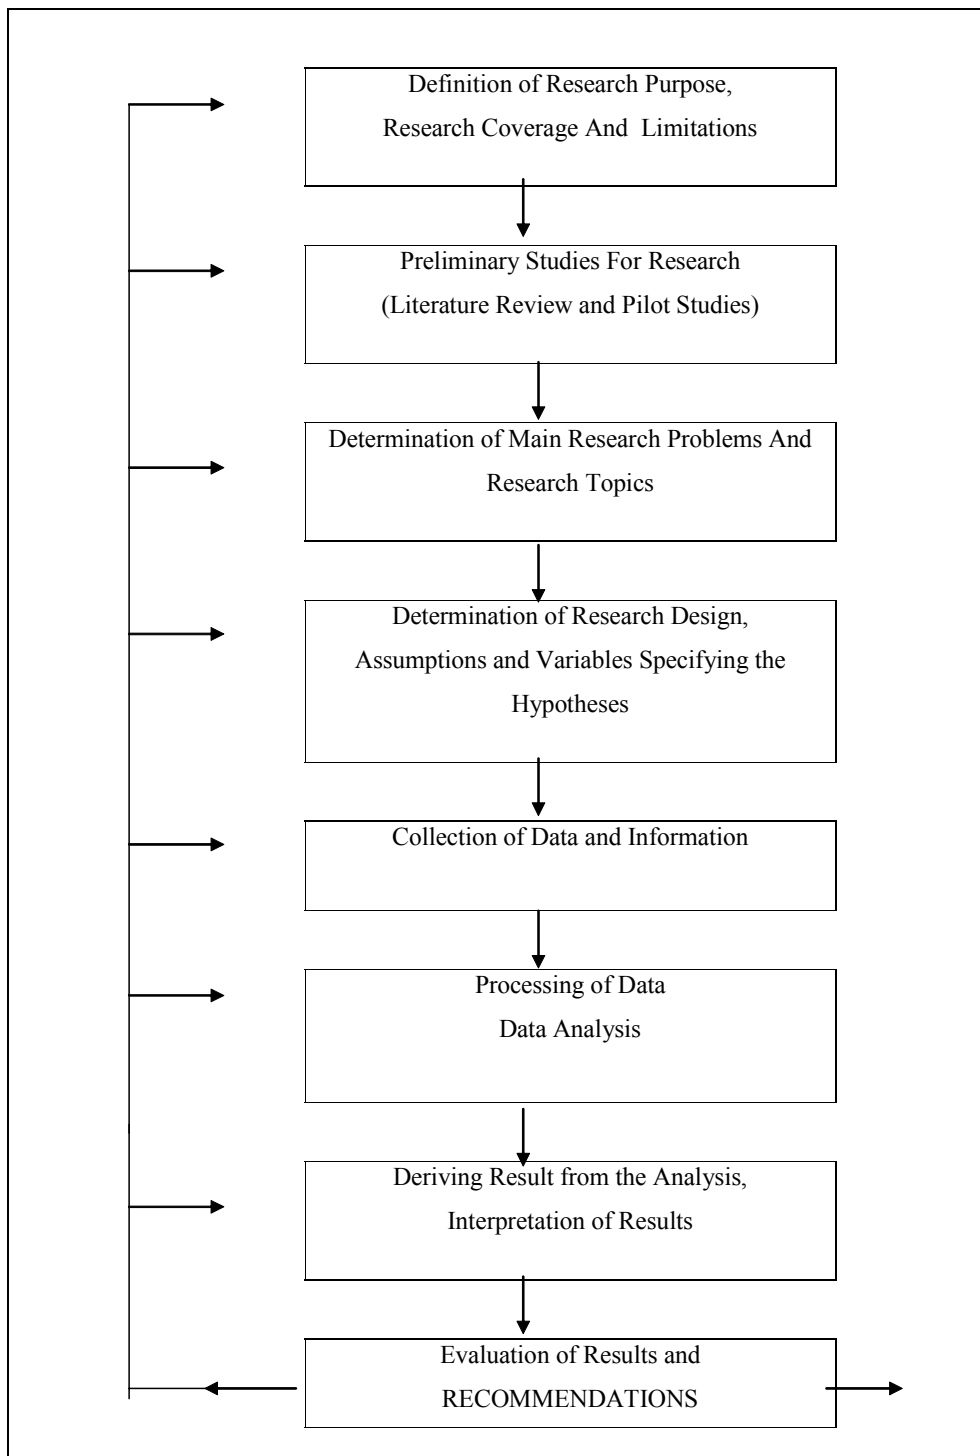 Definition of Research Purpose,
Research Coverage And Limitations
Preliminary Studies For Research
(Literature Review and Pilot Studies)
Determination of Main Research Problems And
Research Topics
Determination of Research Design,
Assumptions and Variables Specifying the
Hypotheses
Collection of Data and Information
Processing of Data
Data Analysis
Deriving Result from the Analysis,
Interpretation of Results
Evaluation of Results and
RECOMMENDATIONS